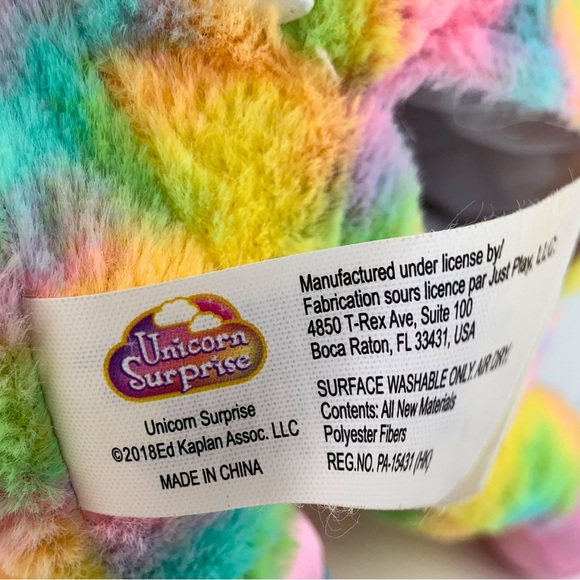 Unicorn
Surprise
Unicorn Surprise
©2018Ed Kaplan Assoc. LLC
MADE IN CHINA
Manufactured under license by/
Fabrication sours licence par Just Play, LLC.
4850 T-Rex Ave, Suite 100
Boca Raton, FL 33431, USA
SURFACE WASHABLE ONLY. AIR DRY.
Contents: All New Materials
Polyester Fibers
REG.NO. PA-15431 (HK)